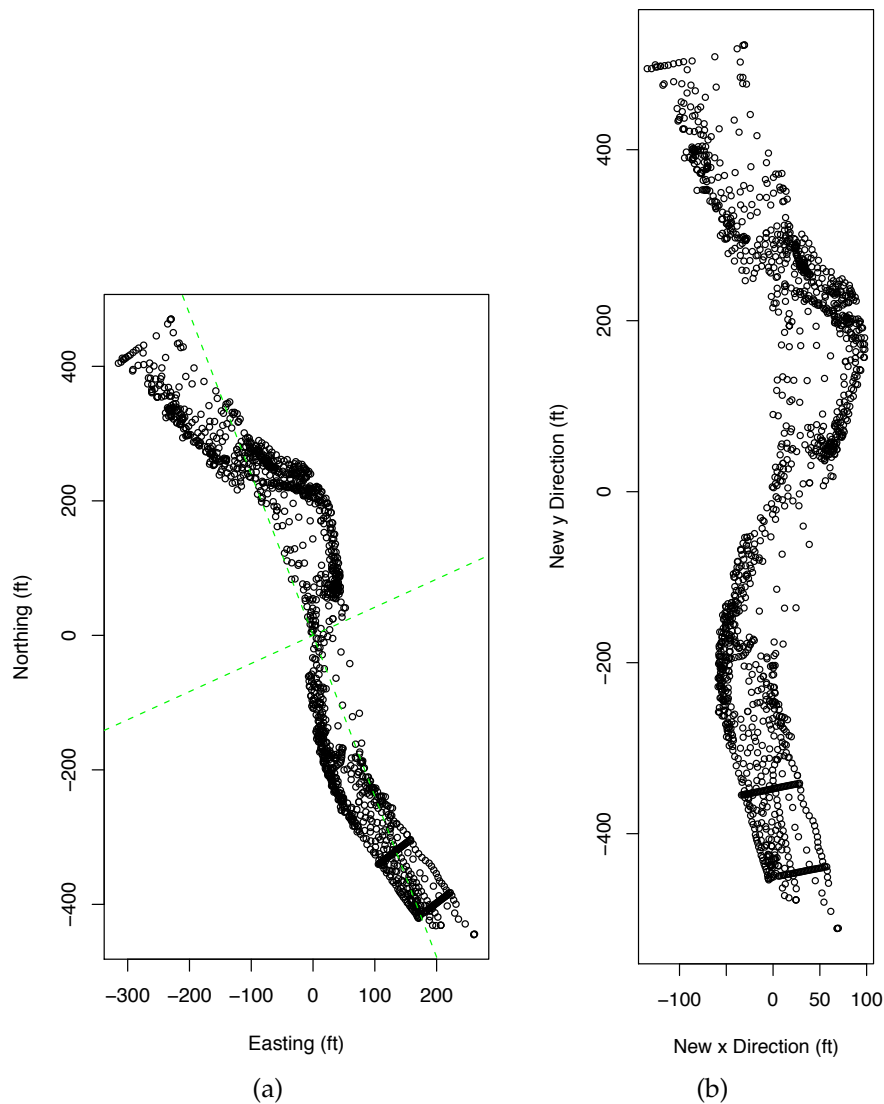 400
200
0
−200
−400
Northing (ft)
−300 −200 −100 0 100 200
Easting (ft)
(a)
400
200
0
−200
−400
New y Direction (ft)
−100 0 50 100
New x Direction (ft)
(b)